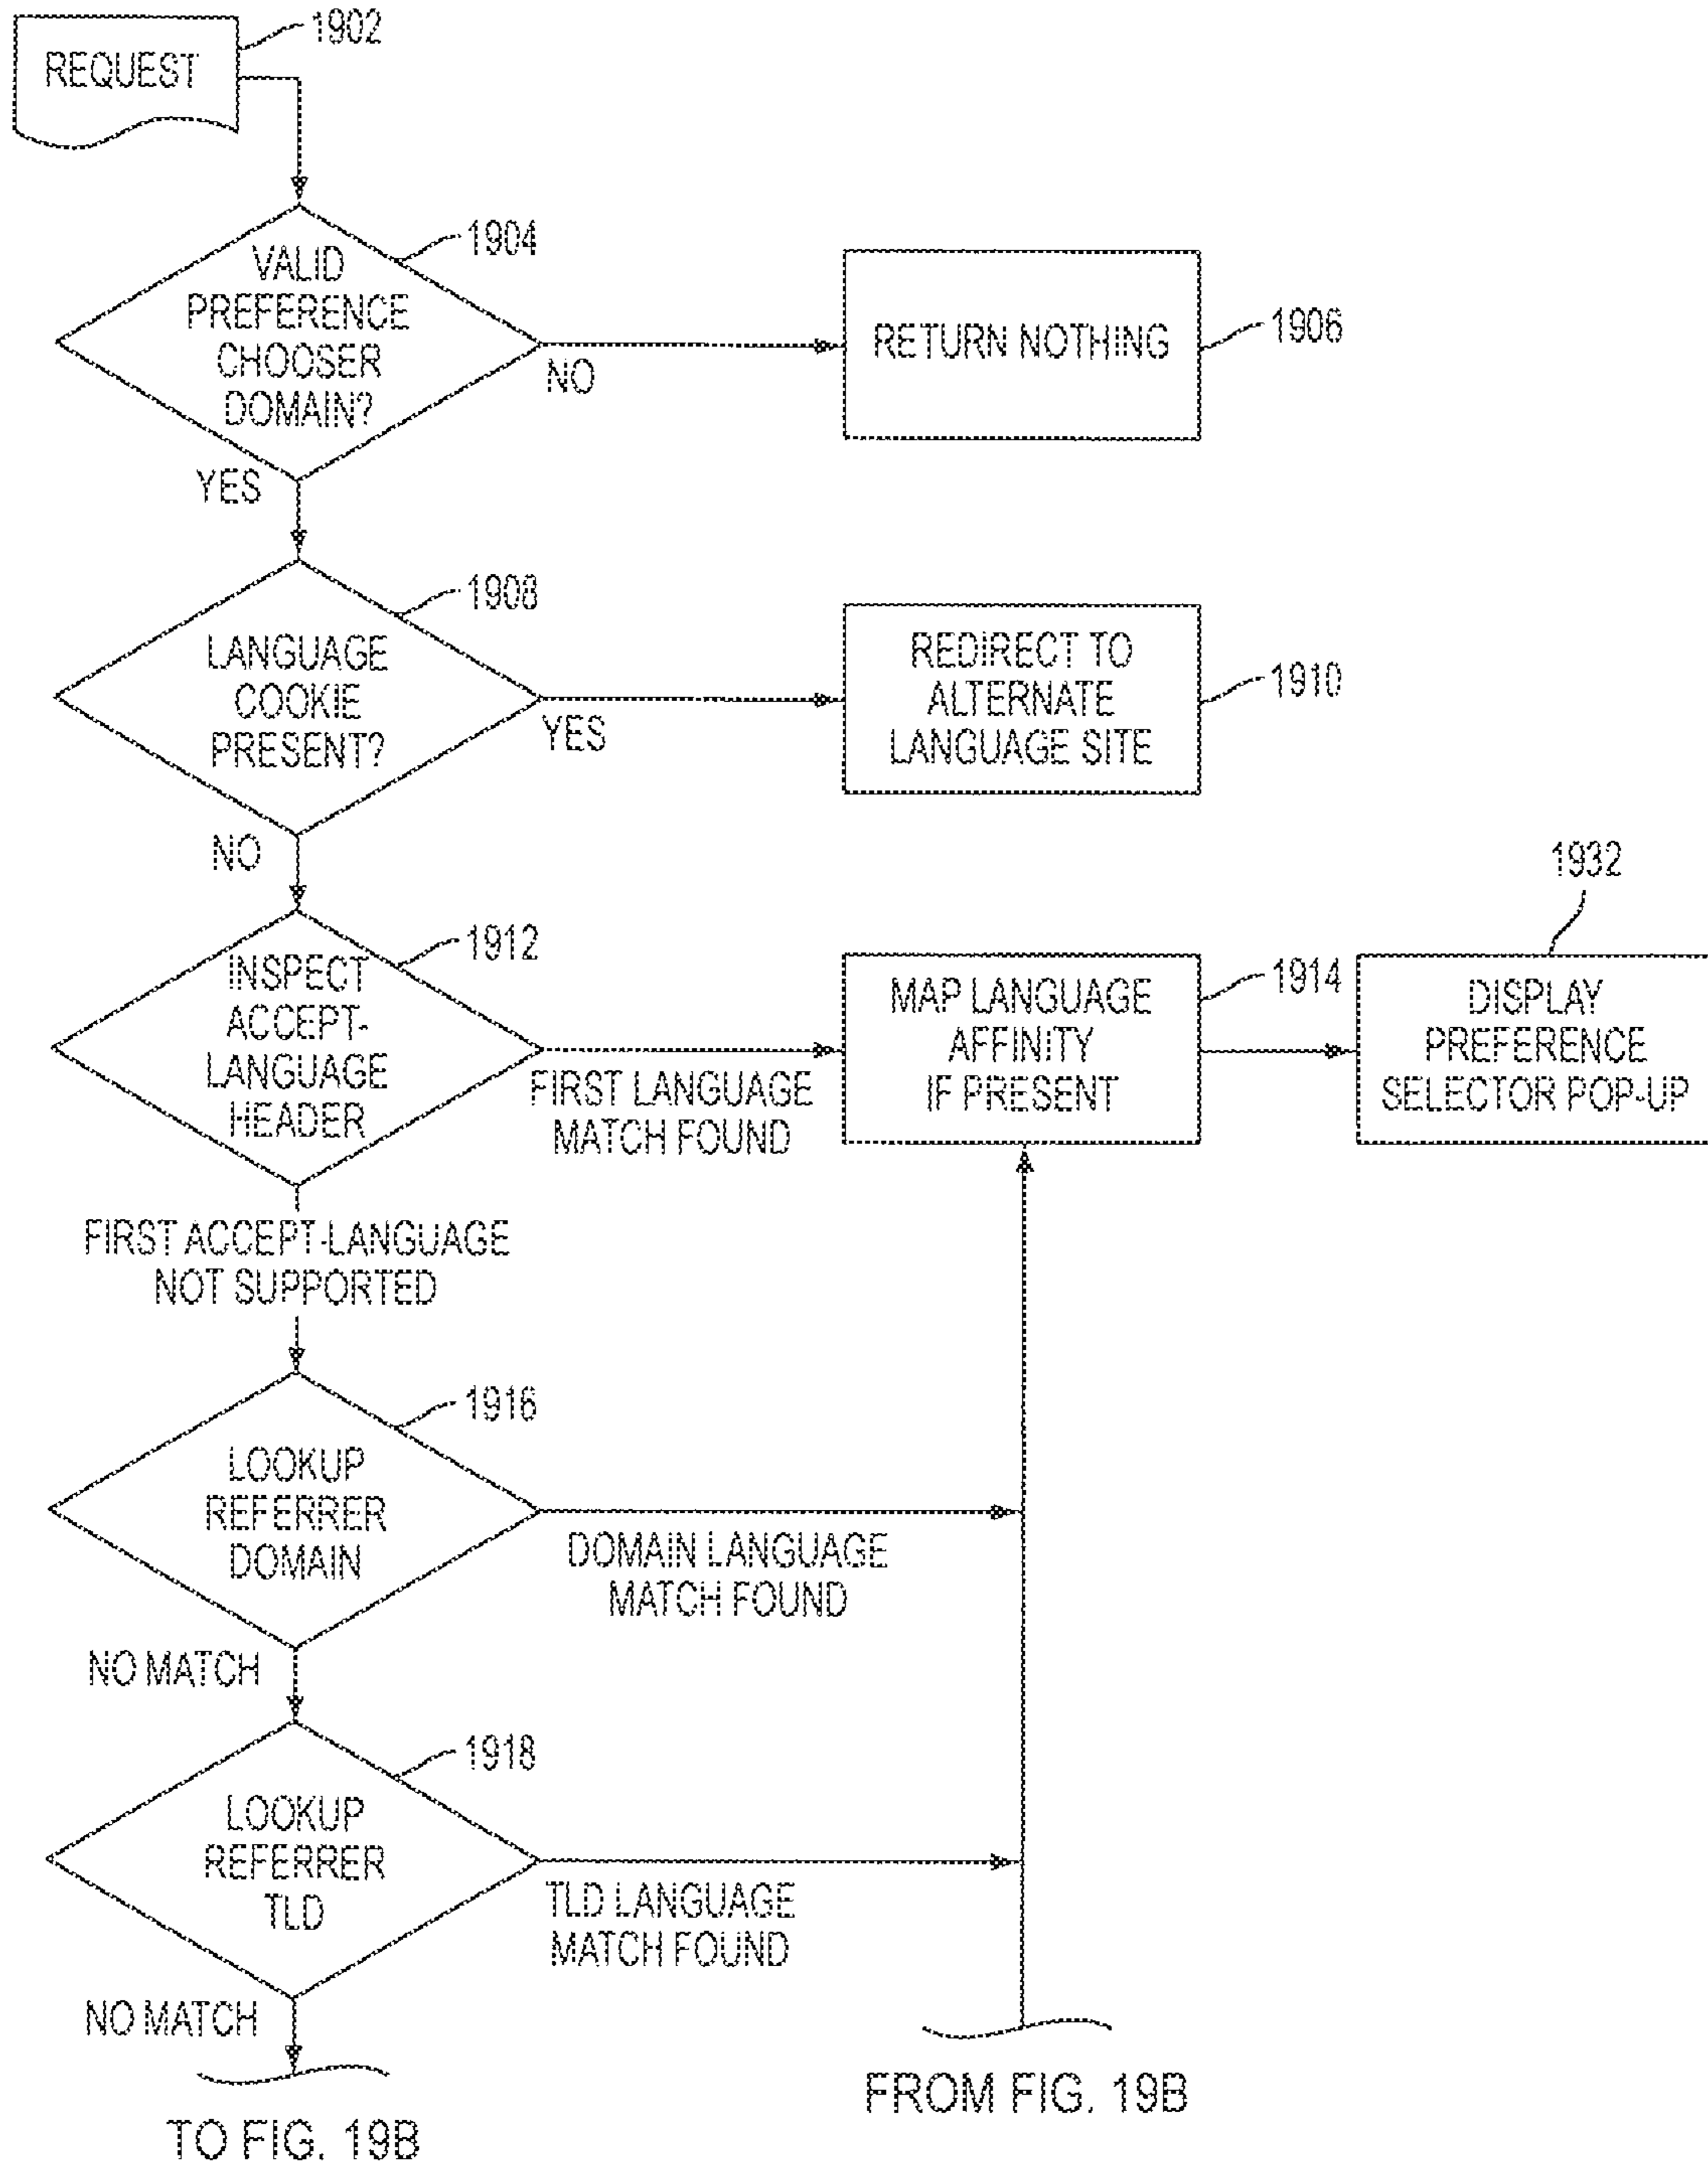 1902
REQUEST
1904
VALID
PREFERENCE
CHOOSER
DOMAIN?
NO
RETURN NOTHING
1906
YES
1908
LANGUAGE
COOKIE
PRESENT?
YES
REDIRECT TO
ALTERNATE
LANGUAGE SITE
1910
NO
1912
INSPECT
ACCEPT-
LANGUAGE
HEADER
FIRST LANGUAGE
MATCH FOUND
MAP LANGUAGE
AFFINITY
IF PRESENT
1914
1932
DISPLAY
PREFERENCE
SELECTOR POP-UP
FIRST ACCEPT-LANGUAGE
NOT SUPPORTED
1916
LOOKUP
REFERRER
DOMAIN
DOMAIN LANGUAGE
MATCH FOUND
NO MATCH
1918
LOOKUP
REFERRER
TLD
TLD LANGUAGE
MATCH FOUND
NO MATCH
TO FIG. 19B
FROM FIG. 19B